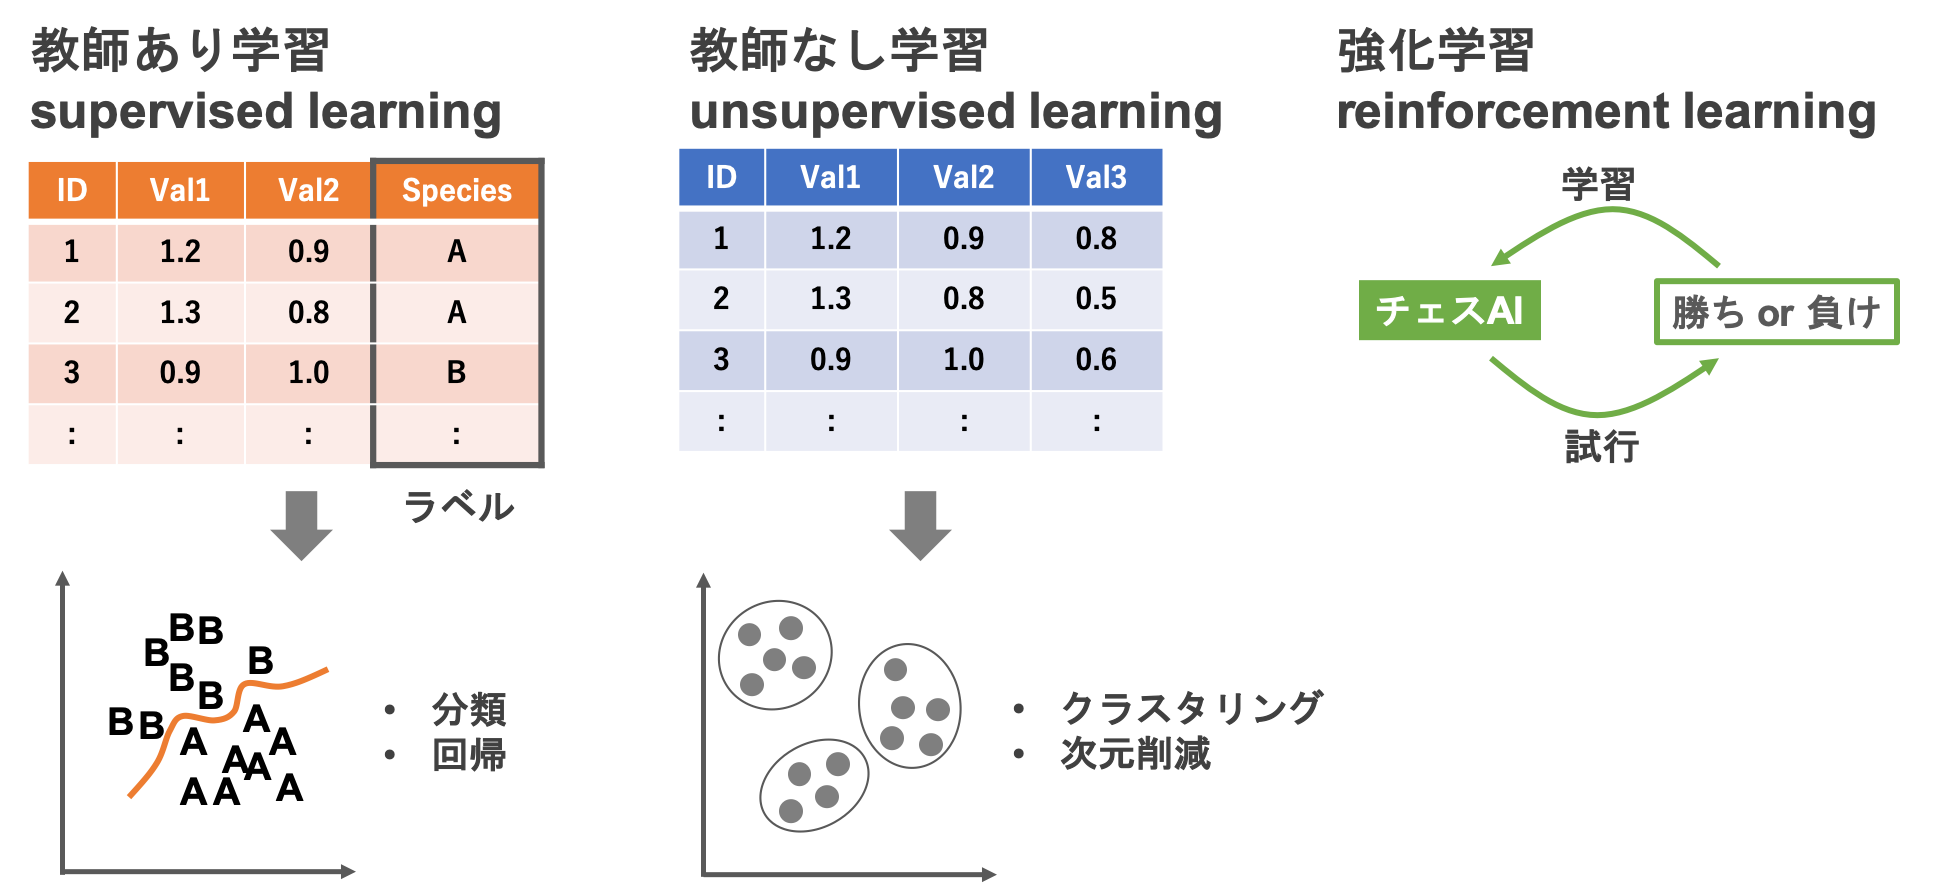 教師あり学習
supervised learning
ID Val1 Val2 Species
1 1.2 0.9 A
2 1.3 0.8 A
3 0.9 1.0 B
: : : :
ラベル
B B
B B
B
B
B B
A
A A
A A
A A A
• 分類
• 回帰
教師なし学習
unsupervised learning
ID Val1 Val2 Val3
1 1.2 0.9 0.8
2 1.3 0.8 0.5
3 0.9 1.0 0.6
: : : :
• クラスタリング
• 次元削減
強化学習
reinforcement learning
学習
チェスAI
勝ち or 負け
試行